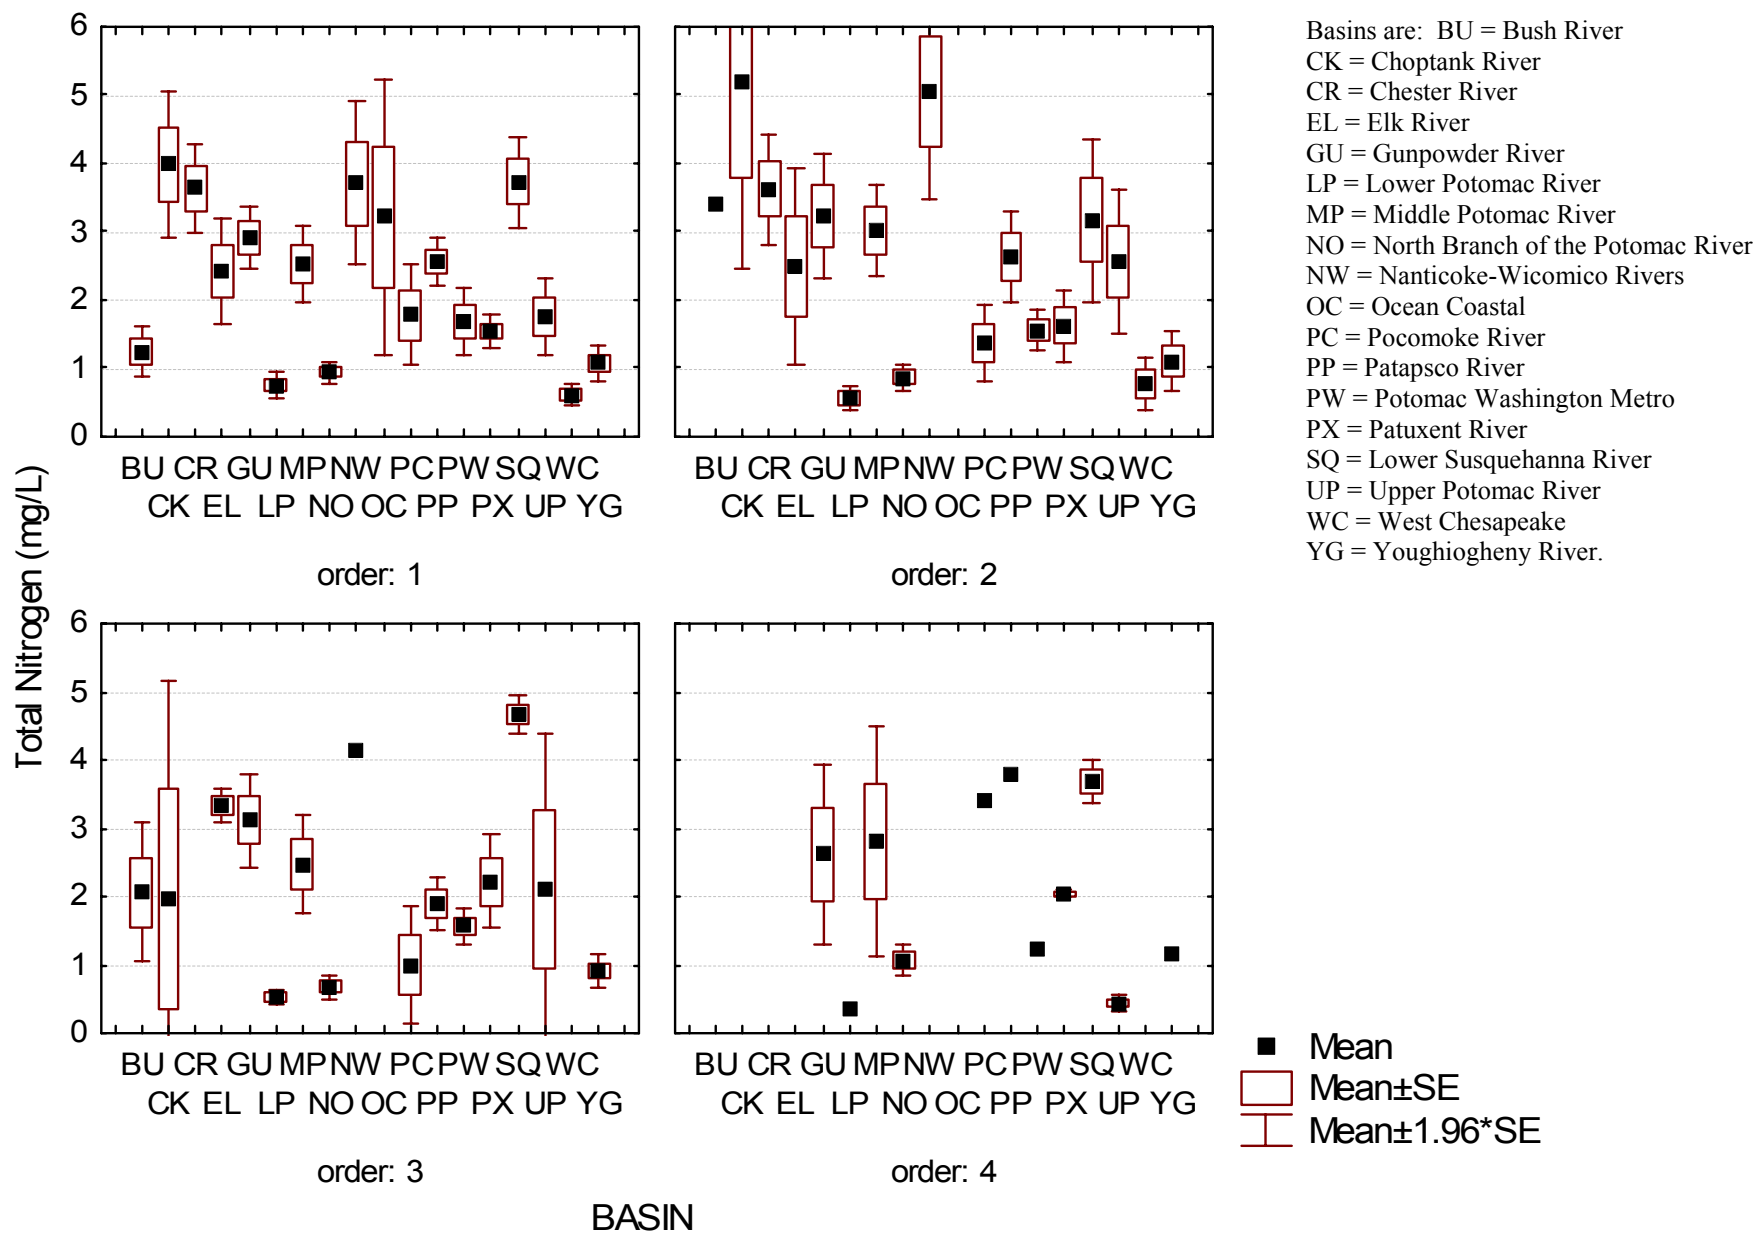 Total Nitrogen (mg/L)
6
5
4
3
2
1
0
BU CR GU MP NW PC PW SQ WC
CK EL LP NO OC PP PX UP YG
order: 1
BU CR GU MP NW PC PW SQ WC
CK EL LP NO OC PP PX UP YG
order: 2
Basins are: BU = Bush River
CK = Choptank River
CR = Chester River
EL = Elk River
GU = Gunpowder River
LP = Lower Potomac River
MP = Middle Potomac River
NO = North Branch of the Potomac River
NW = Nanticoke-Wicomico Rivers
OC = Ocean Coastal
PC = Pocomoke River
PP = Patapsco River
PW = Potomac Washington Metro
PX = Patuxent River
SQ = Lower Susquehanna River
UP = Upper Potomac River
WC = West Chesapeake
YG = Youghiogheny River.
6
5
4
3
2
1
0
BU CR GU MP NW PC PW SQ WC
CK EL LP NO OC PP PX UP YG
order: 3
BU CR GU MP NW PC PW SQ WC
CK EL LP NO OC PP PX UP YG
order: 4
BASIN
Mean
Mean±SE
Mean±1.96*SE